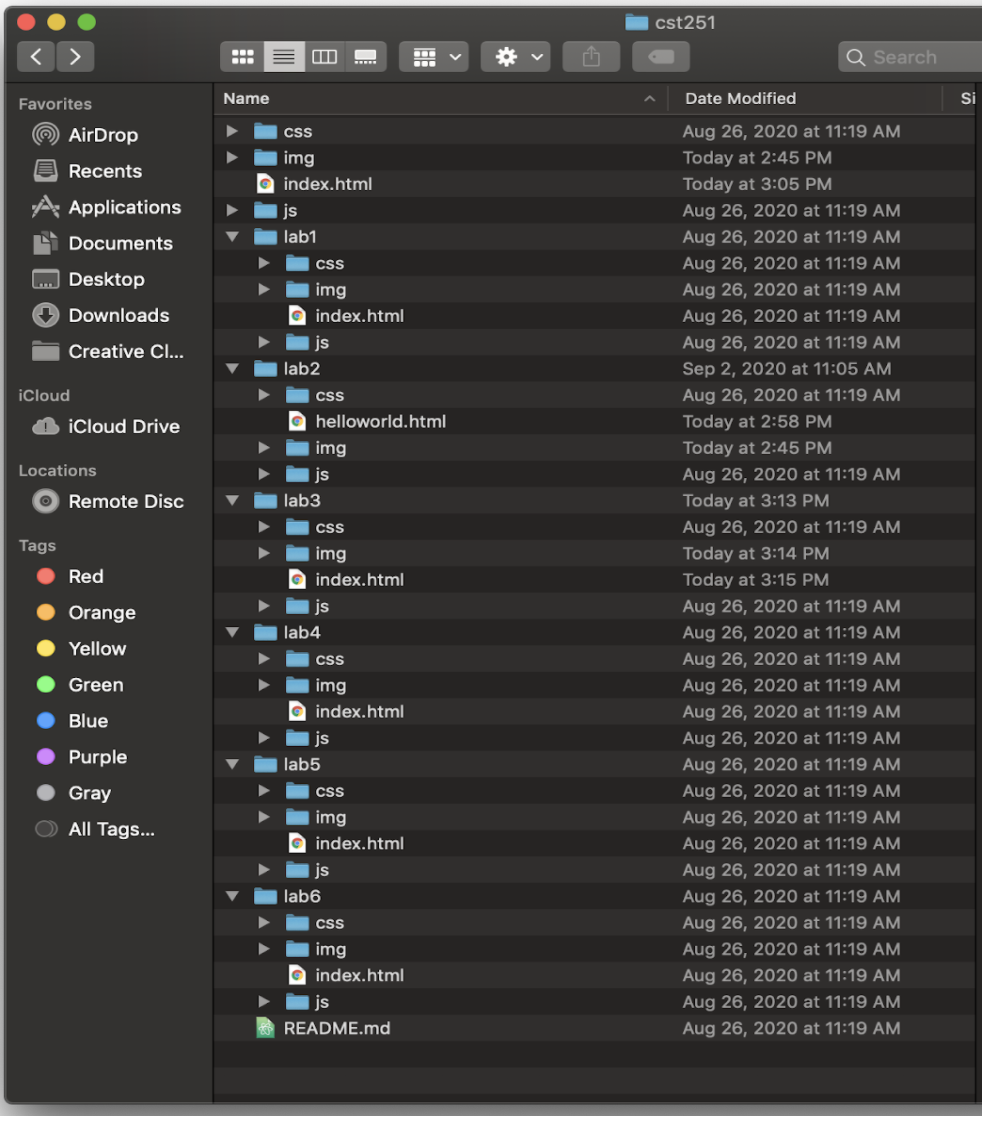 cst251
Search
Favorites
AirDrop
Recents
Applications
Documents
Desktop
Downloads
Creative Cl...
iCloud
iCloud Drive
Locations
Remote Disc
Tags
Red
Orange
Yellow
Green
Blue
Purple
Gray
All Tags...
Name Date Modified Si
css Aug 26, 2020 at 11:19 AM
img Today at 2:45 PM
index.html Today at 3:05 PM
js Aug 26, 2020 at 11:19 AM
lab1 Aug 26, 2020 at 11:19 AM
css Aug 26, 2020 at 11:19 AM
img Aug 26, 2020 at 11:19 AM
index.html Aug 26, 2020 at 11:19 AM
js Aug 26, 2020 at 11:19 AM
lab2 Sep 2, 2020 at 11:05 AM
css Aug 26, 2020 at 11:19 AM
helloworld.html Today at 2:58 PM
img Today at 2:45 PM
js Aug 26, 2020 at 11:19 AM
lab3 Today at 3:13 PM
css Aug 26, 2020 at 11:19 AM
img Today at 3:14 PM
index.html Today at 3:15 PM
js Aug 26, 2020 at 11:19 AM
lab4 Aug 26, 2020 at 11:19 AM
css Aug 26, 2020 at 11:19 AM
img Aug 26, 2020 at 11:19 AM
index.html Aug 26, 2020 at 11:19 AM
js Aug 26, 2020 at 11:19 AM
lab5 Aug 26, 2020 at 11:19 AM
css Aug 26, 2020 at 11:19 AM
img Aug 26, 2020 at 11:19 AM
index.html Aug 26, 2020 at 11:19 AM
js Aug 26, 2020 at 11:19 AM
lab6 Aug 26, 2020 at 11:19 AM
css Aug 26, 2020 at 11:19 AM
img Aug 26, 2020 at 11:19 AM
index.html Aug 26, 2020 at 11:19 AM
js Aug 26, 2020 at 11:19 AM
README.md Aug 26, 2020 at 11:19 AM